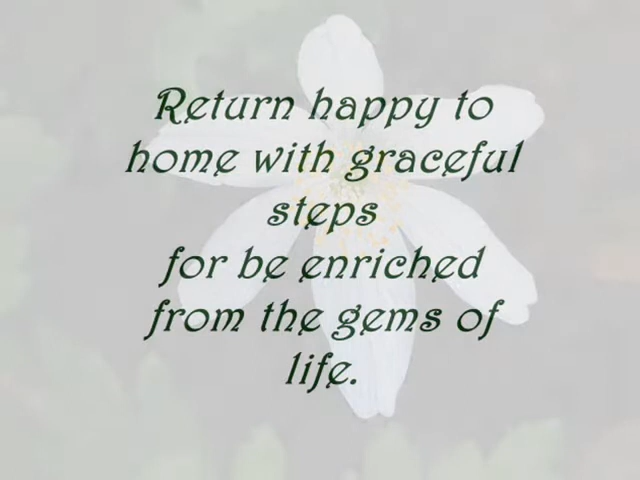 Return happy to
home with graceful
steps
for be enriched
from the gems of
life.